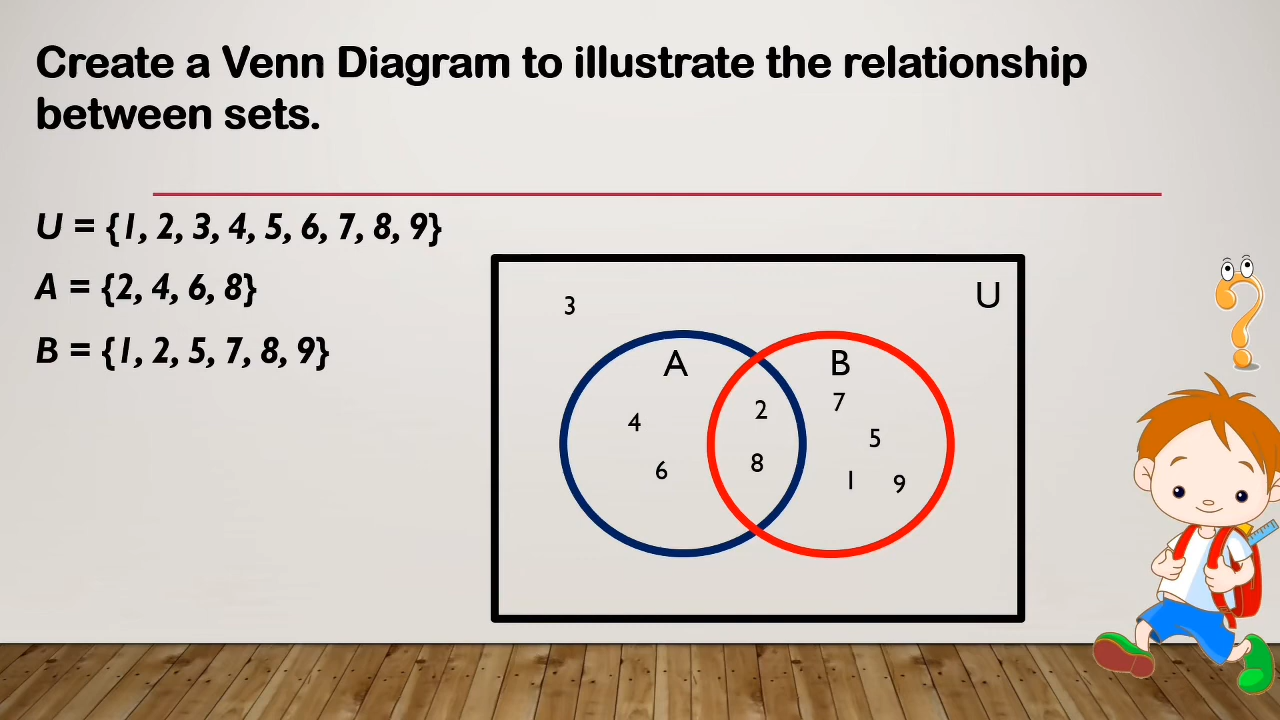 Create a Venn Diagram to illustrate the relationship
between sets.
U = {1, 2, 3, 4, 5, 6, 7, 8, 9}
A = {2, 4, 6, 8}
B = {1, 2, 5, 7, 8, 9}
U
3
A
B
4
6
2
8
7
5
1
9